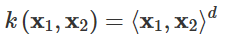 k (x₁, x₂) = ⟨x₁, x₂⟩ᵈ